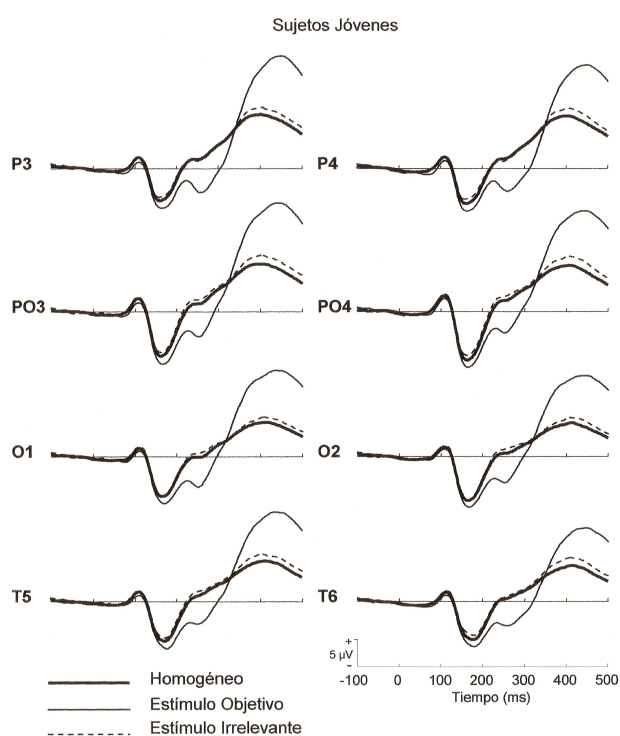 Sujetos Jóvenes
P3
P4
PO3
PO4
O1
O2
T5
T6
+
5 µV
-
-100 0 100 200 300 400 500
Tiempo (ms)
Homogéneo
Estímulo Objetivo
Estímulo Irrelevante